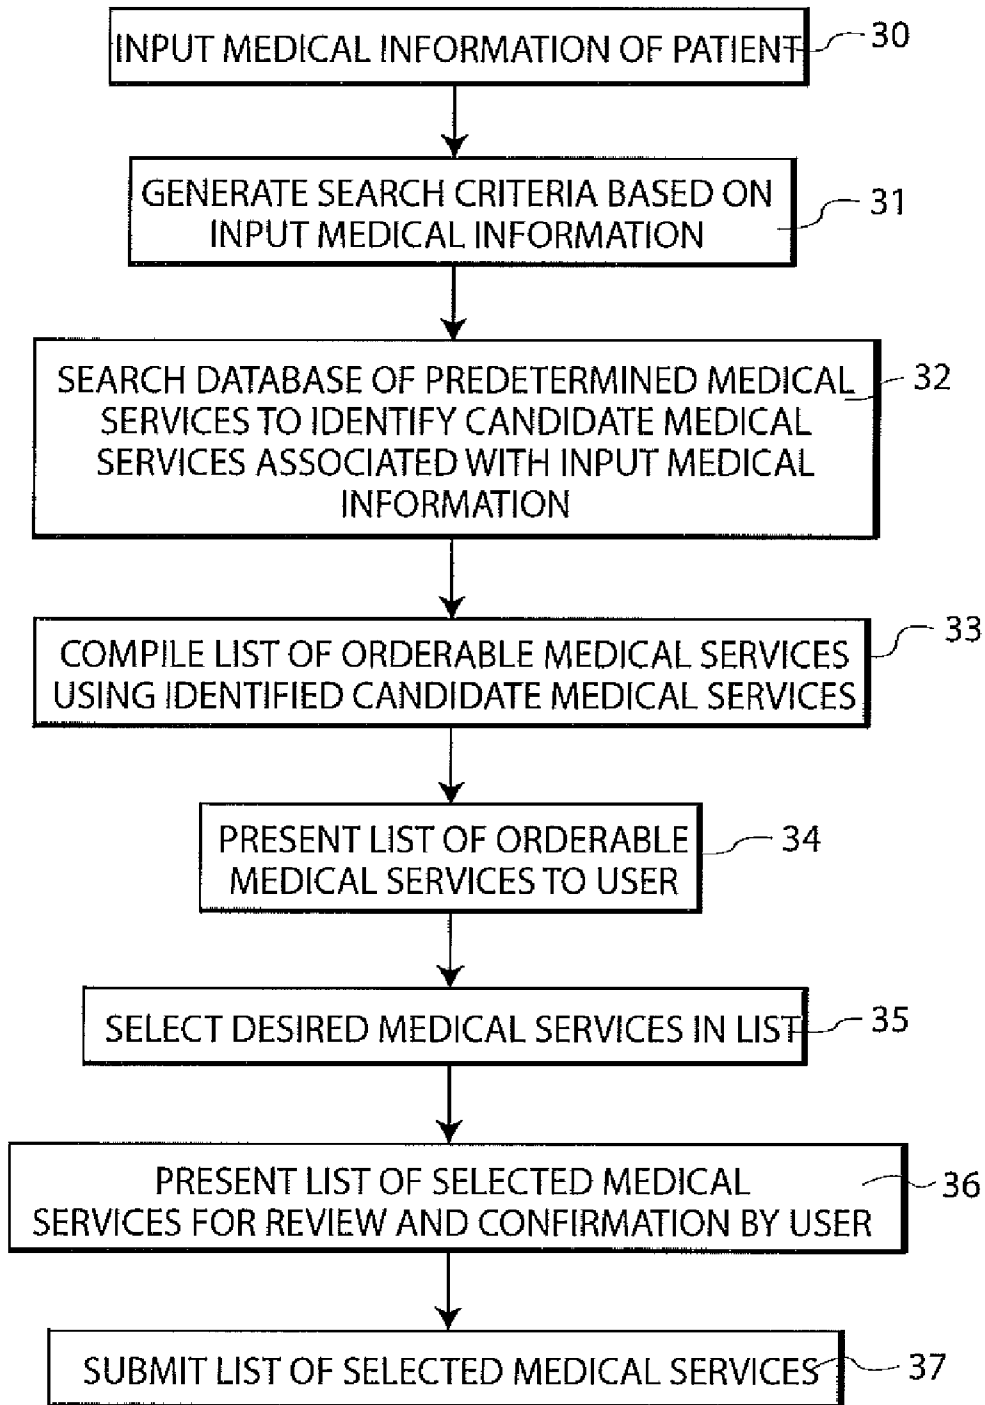 INPUT MEDICAL INFORMATION OF PATIENT
30
GENERATE SEARCH CRITERIA BASED ON
INPUT MEDICAL INFORMATION
31
SEARCH DATABASE OF PREDETERMINED MEDICAL
SERVICES TO IDENTIFY CANDIDATE MEDICAL
SERVICES ASSOCIATED WITH INPUT MEDICAL
INFORMATION
32
COMPILE LIST OF ORDERABLE MEDICAL SERVICES
USING IDENTIFIED CANDIDATE MEDICAL SERVICES
33
PRESENT LIST OF ORDERABLE
MEDICAL SERVICES TO USER
34
SELECT DESIRED MEDICAL SERVICES IN LIST
35
PRESENT LIST OF SELECTED MEDICAL
SERVICES FOR REVIEW AND CONFIRMATION BY USER
36
SUBMIT LIST OF SELECTED MEDICAL SERVICES
37